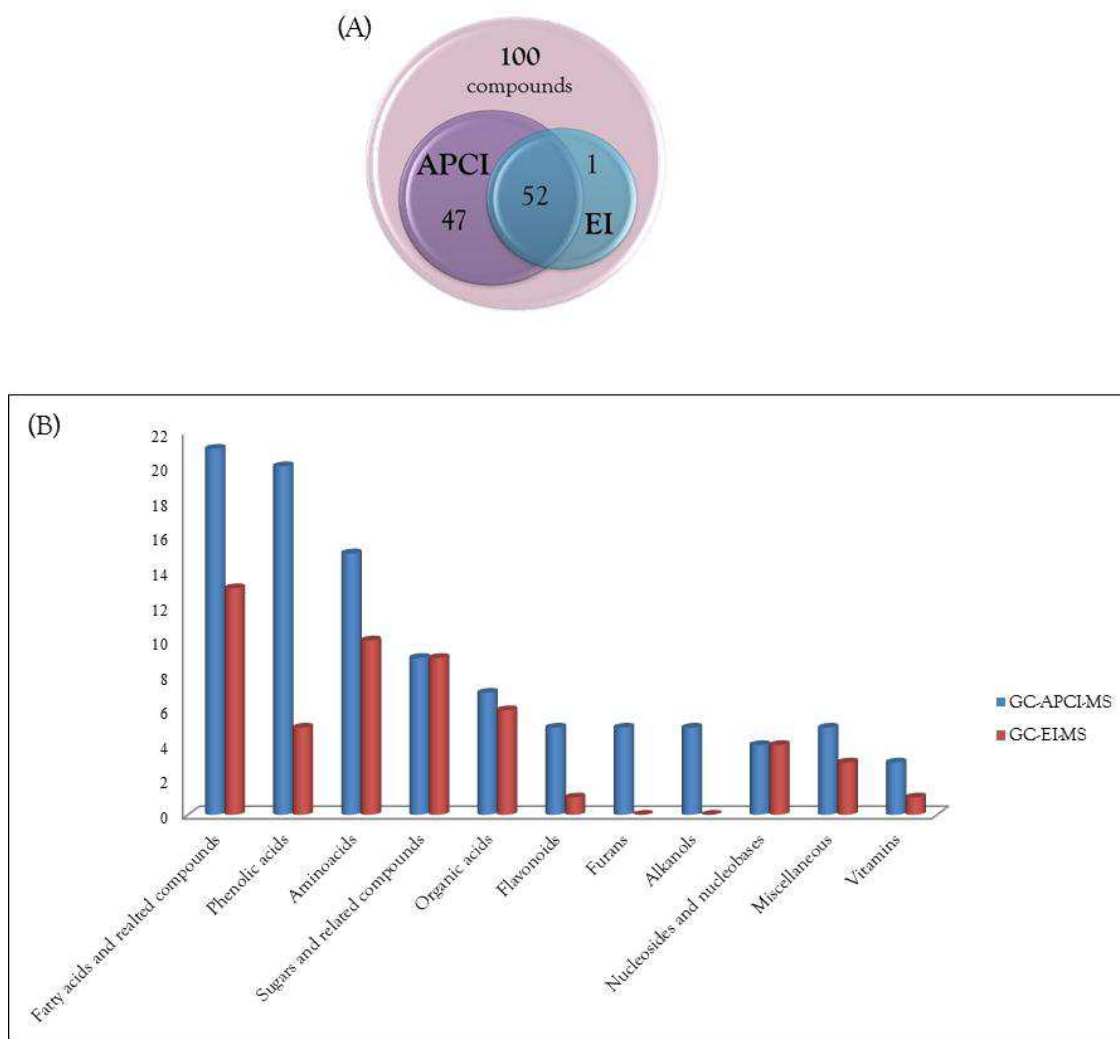 (A)
100
compounds
APCI
47
52
1
EI
(B)
22
20
18
16
14
12
10
8
6
4
2
0
Fatty acids and realted compounds
Phenolic acids
Aminoacids
Sugars and related compounds
Organic acids
Flavonoids
Furans
Alkanols
Nucleosides and nucleobases
Miscellaneous
Vitamins
GC-APCI-MS
GC-EI-MS